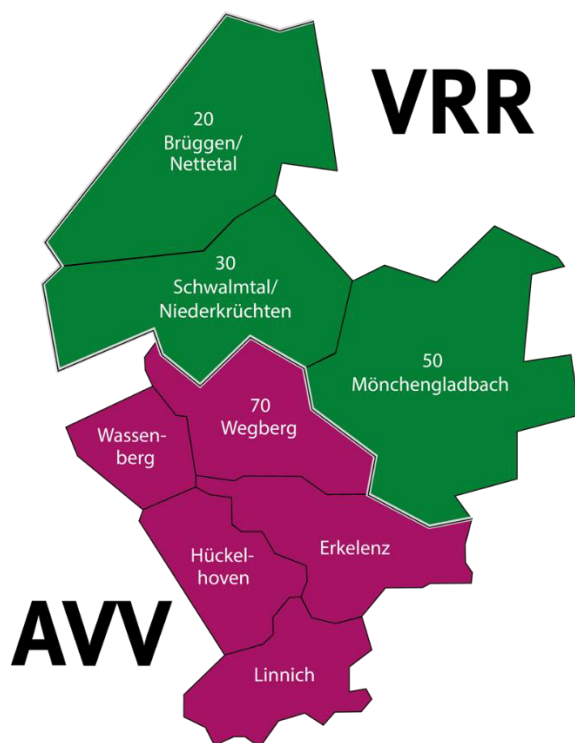 VRR
20
Brüggen/
Nettetal
30
Schwalmtal/
Niederkrüchten
50
Mönchengladbach
70
Wegberg
Wassen-
berg
Hückel-
hoven
Erkelenz
AVV
Linnich